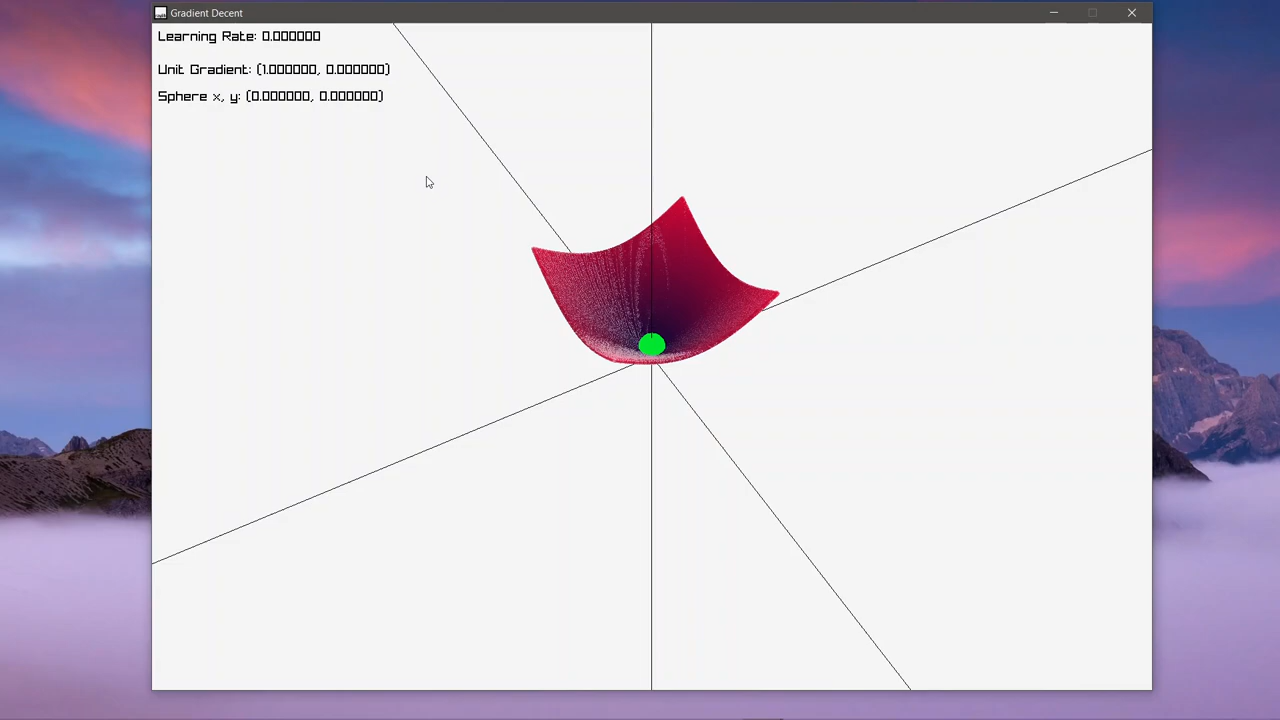 Gradient Decent
Learning Rate: 0.000000
Unit Gradient: (1.000000, 0.000000)
Sphere x, y: (0.000000, 0.000000)